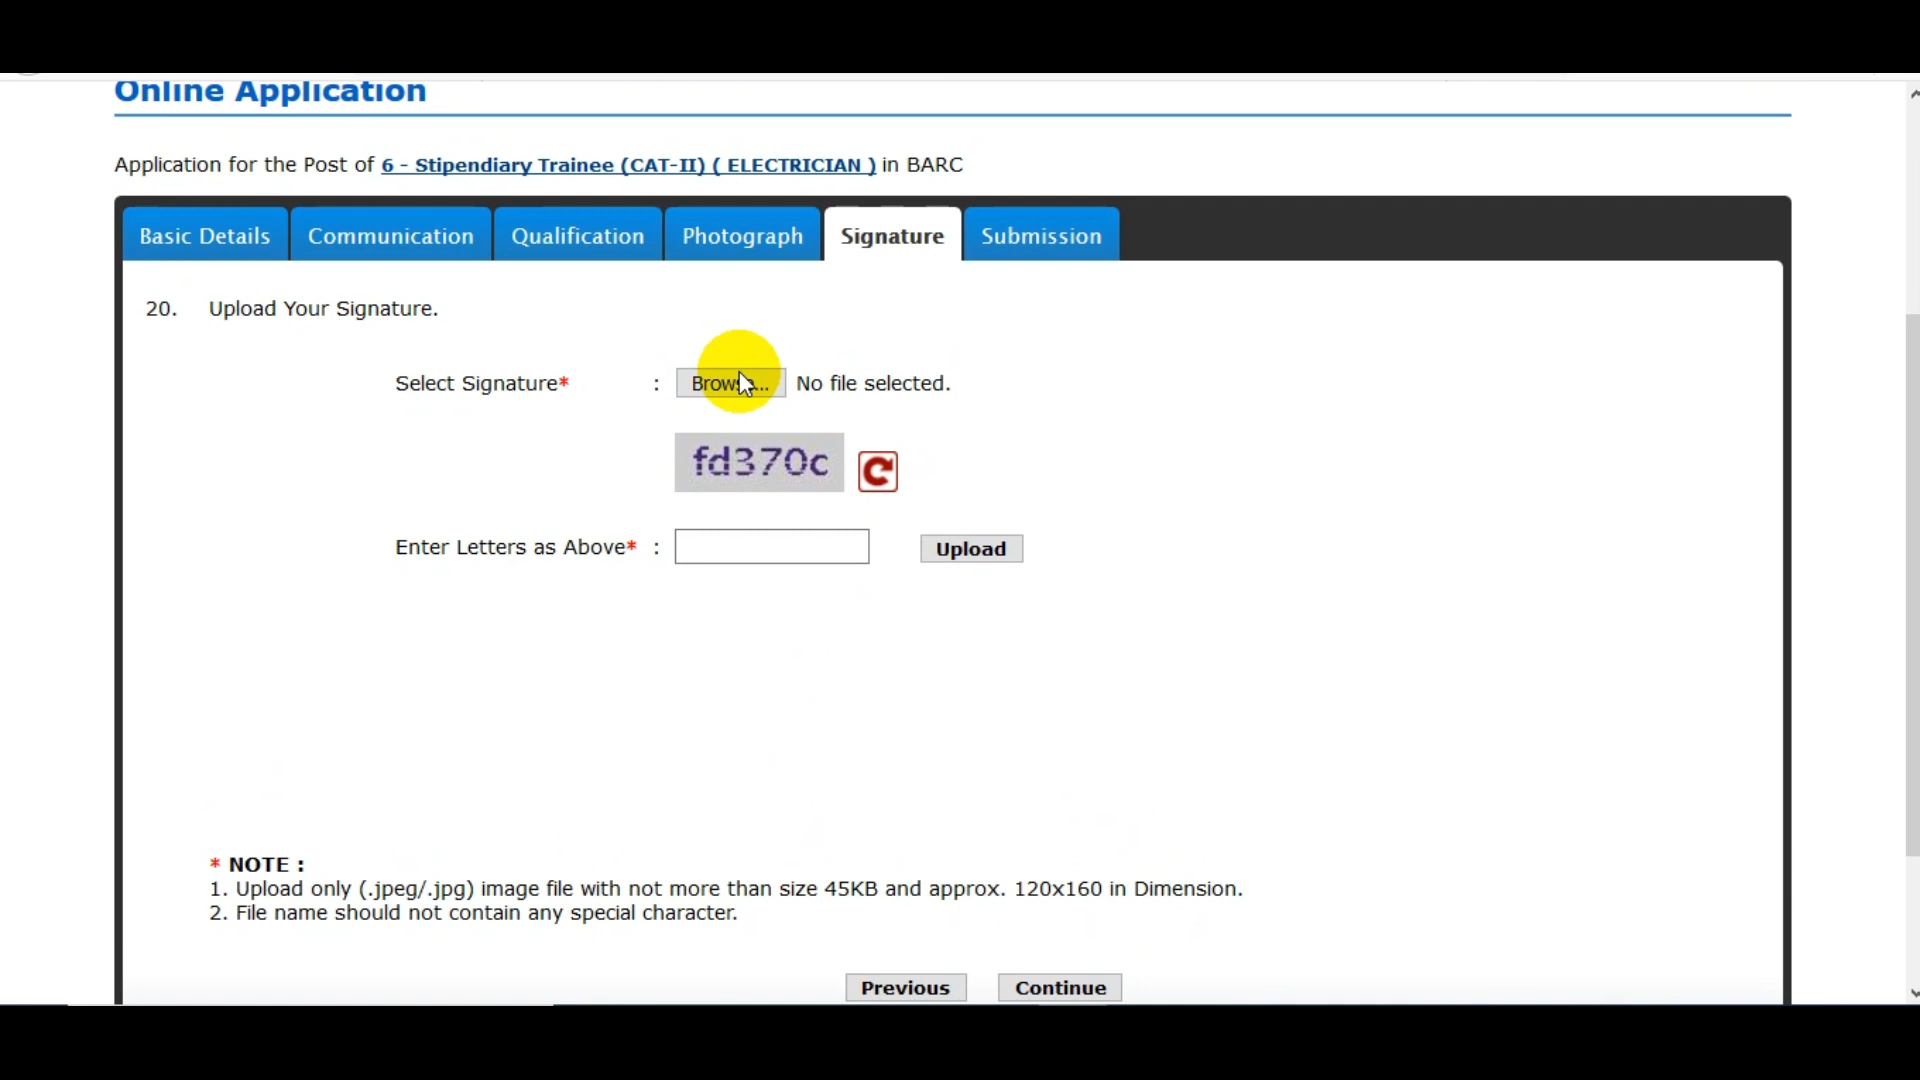 Online Application
Application for the Post of 6 - Stipendiary Trainee (CAT-II) ( ELECTRICIAN ) in BARC
Basic Details Communication Qualification Photograph Signature Submission
20. Upload Your Signature.
Select Signature* : Browse... No file selected.
fd370c
Enter Letters as Above* : Upload
* NOTE :
1. Upload only (.jpeg/.jpg) image file with not more than size 45KB and approx. 120x160 in Dimension.
2. File name should not contain any special character.
Previous Continue